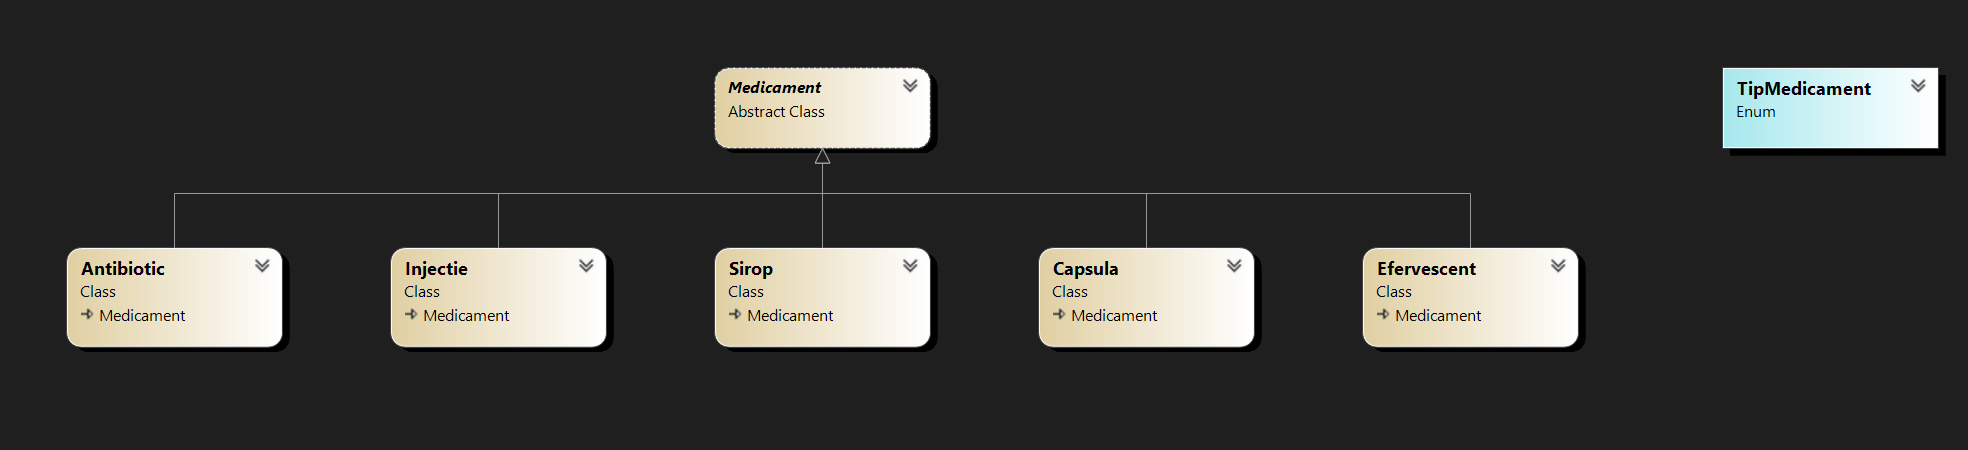 Medicament
Abstract Class
TipMedicament
Enum
Antibiotic
Class
Medicament
Injectie
Class
Medicament
Sirop
Class
Medicament
Capsula
Class
Medicament
Efervescent
Class
Medicament